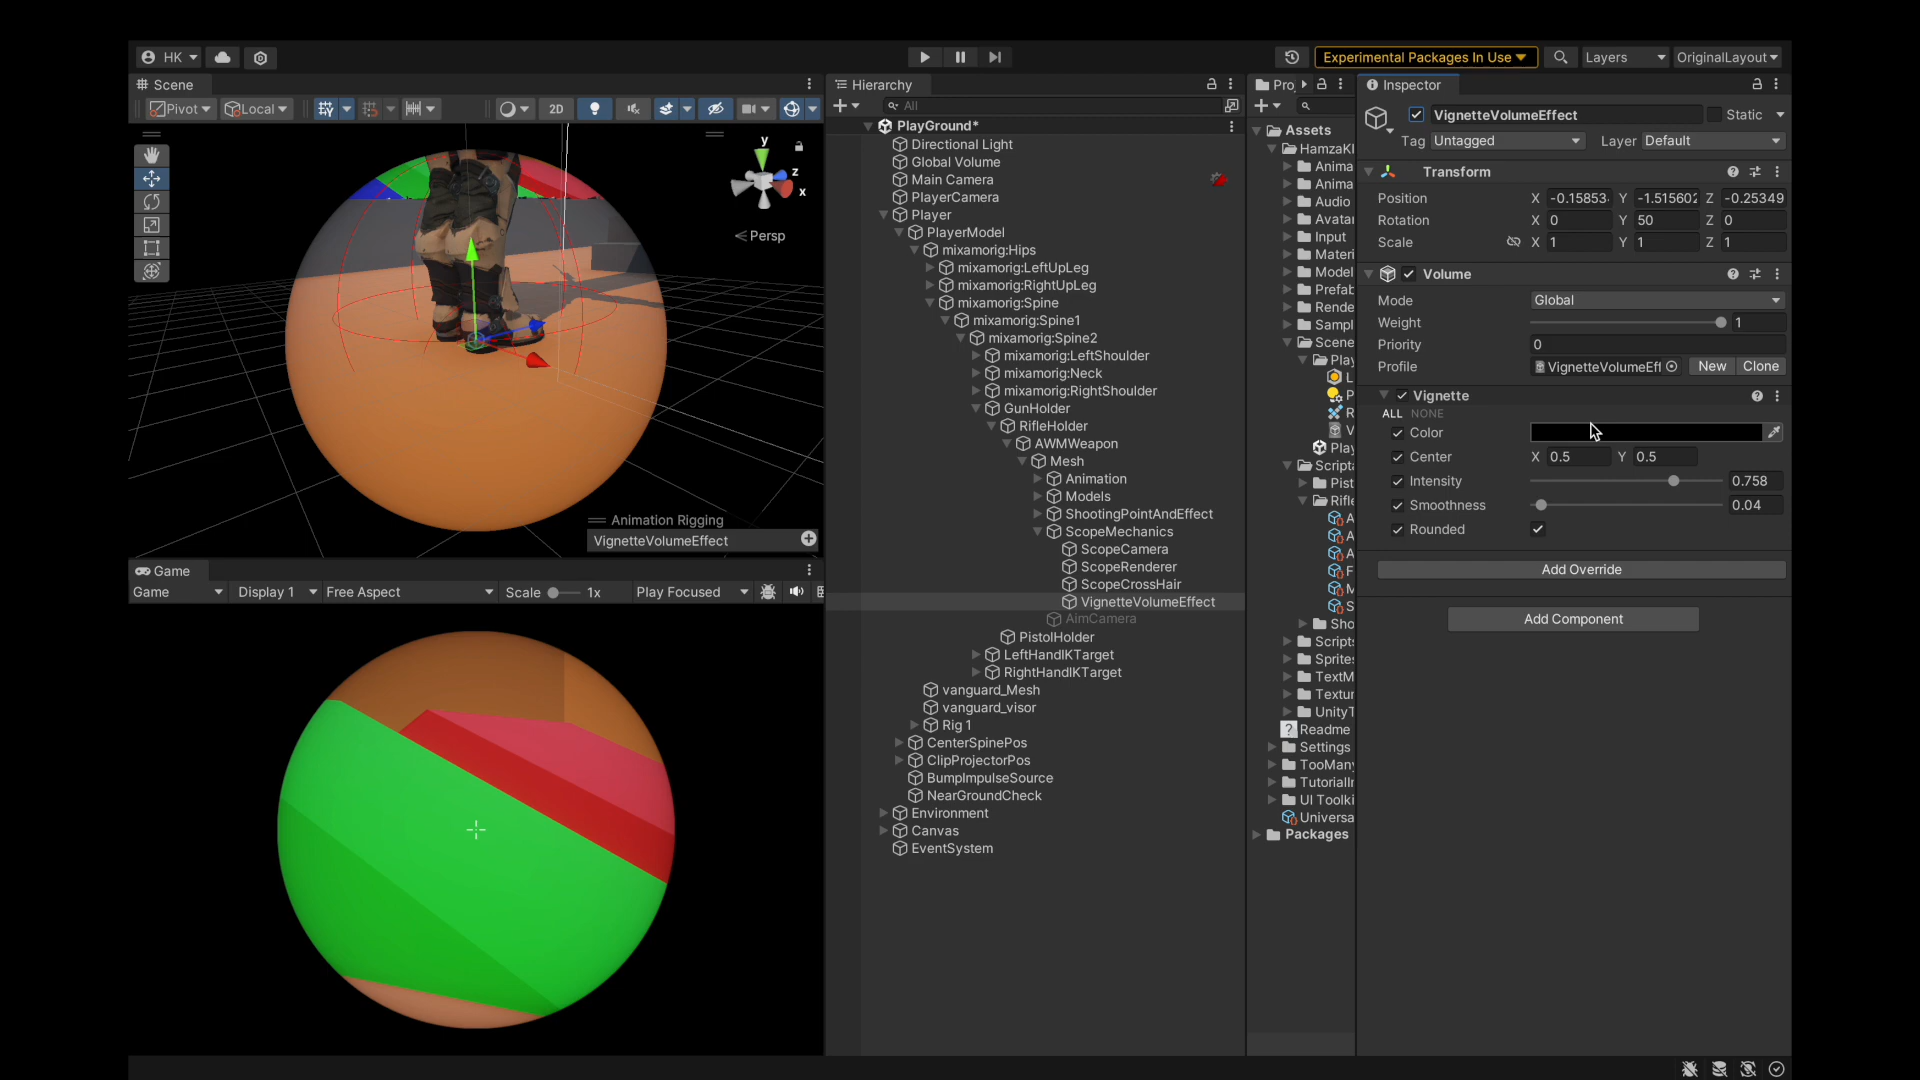 HK
Experimental Packages In Use
Layers
OriginalLayout
Scene
Pivot
Local
2D
y
z
x
Persp
Animation Rigging
VignetteVolumeEffect
Game
Game
Display 1
Free Aspect
Scale
1x
Play Focused
Hierarchy
All
PlayGround*
Directional Light
Global Volume
Main Camera
PlayerCamera
Player
PlayerModel
mixamorig:Hips
mixamorig:LeftUpLeg
mixamorig:RightUpLeg
mixamorig:Spine
mixamorig:Spine1
mixamorig:Spine2
mixamorig:LeftShoulder
mixamorig:Neck
mixamorig:RightShoulder
GunHolder
RifleHolder
AWMWeapon
Mesh
Animation
Models
ShootingPointAndEffect
ScopeMechanics
ScopeCamera
ScopeRenderer
ScopeCrossHair
VignetteVolumeEffect
AimCamera
PistolHolder
LeftHandIKTarget
RightHandIKTarget
vanguard_Mesh
vanguard_visor
Rig 1
CenterSpinePos
ClipProjectorPos
BumpImpulseSource
NearGroundCheck
Environment
Canvas
EventSystem
Proj
Assets
HamzaKl
Anima
Anima
Audio
Avata
Input
Materi
Model
Prefab
Rende
Sampl
Scene
Play
L
P
R
V
Play
Scripta
Pist
Rifle
A
A
A
F
M
S
Sho
Scripts
Sprites
TextM
Textur
UnityT
Readme
Settings
TooMany
TutorialIn
UI Toolki
Universa
Packages
Inspector
VignetteVolumeEffect
Static
Tag
Untagged
Layer
Default
Transform
Position
X -0.15853 Y -1.515602 Z -0.25349
Rotation
X 0 Y 50 Z 0
Scale
X 1 Y 1 Z 1
Volume
Mode
Global
Weight
1
Priority
0
Profile
VignetteVolumeEff
New
Clone
Vignette
ALL NONE
Color
Center
X 0.5 Y 0.5
Intensity
0.758
Smoothness
0.04
Rounded
Add Override
Add Component